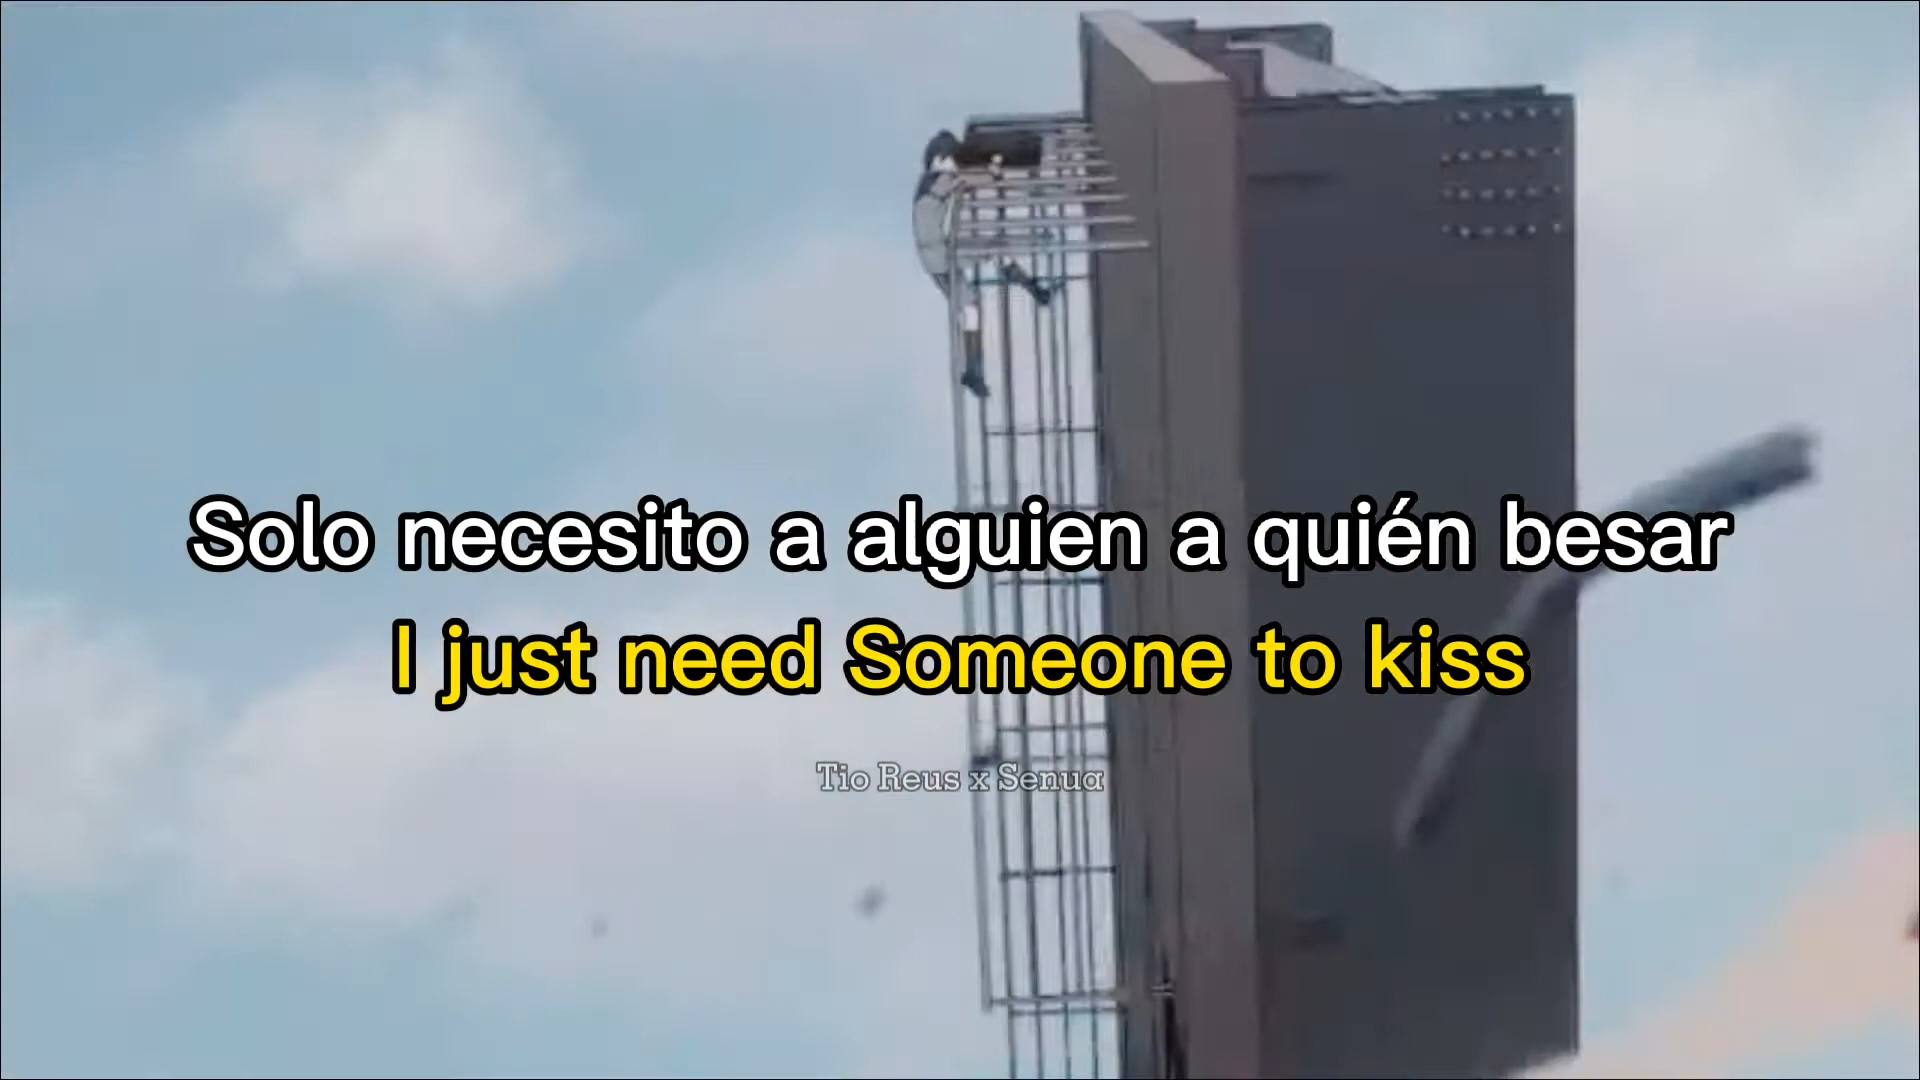 Solo necesito a alguien a quién besar
I just need Someone to kiss
Tio Reus x Senua